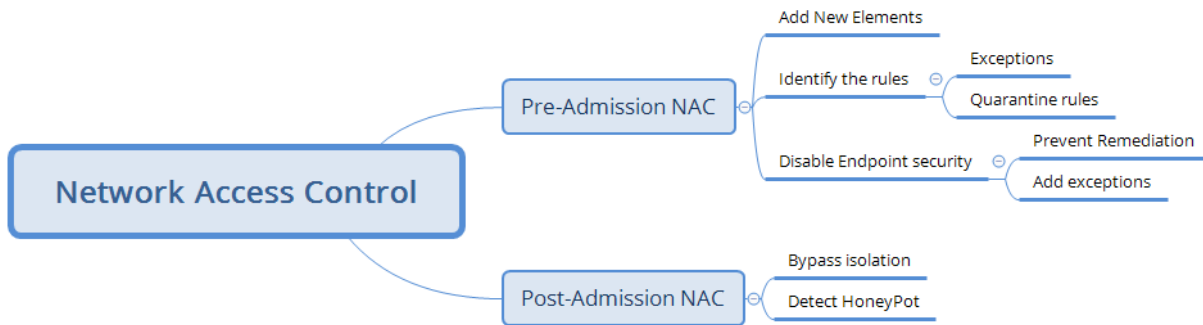 Network Access Control
Pre-Admission NAC
Add New Elements
Identify the rules
Exceptions
Quarantine rules
Disable Endpoint security
Prevent Remediation
Add exceptions
Post-Admission NAC
Bypass isolation
Detect HoneyPot